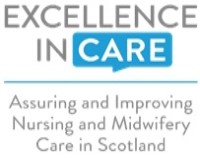 EXCELLENCE
IN CARE
Assuring and Improving
Nursing and Midwifery
Care in Scotland